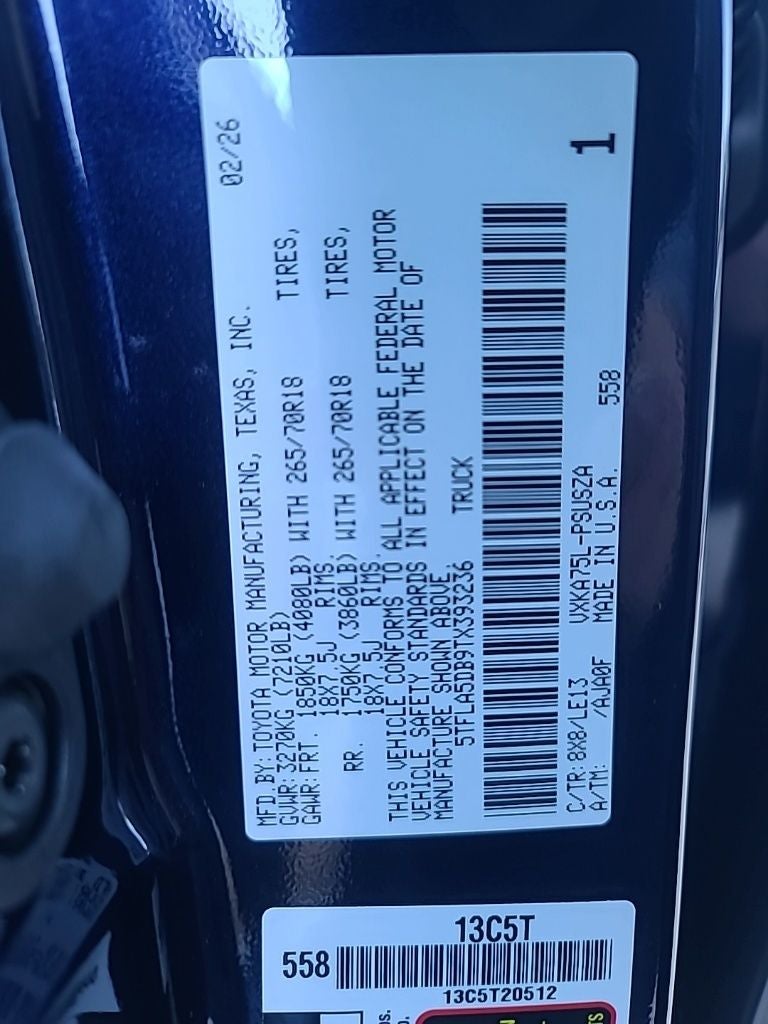 02/26
MFD.BY: TOYOTA MOTOR MANUFACTURING, TEXAS, INC.
GVWR: 3270KG (7210LB)
GAWR: FRT. 1850KG (4080LB) WITH 265/70R18 TIRES,
18X7.5J RIMS.
RR. 1750KG (3860LB) WITH 265/70R18 TIRES,
18X7.5J RIMS.
THIS VEHICLE CONFORMS TO ALL APPLICABLE FEDERAL MOTOR
VEHICLE SAFETY STANDARDS IN EFFECT ON THE DATE OF
MANUFACTURE SHOWN ABOVE.
5TFLA5DB9TX393236 TRUCK
1
C/TR: 8X8/LE13 VXKA75L-PSUSZA 558
A/TM: /AJA0F MADE IN U.S.A.
13C5T
558
13C5T20512